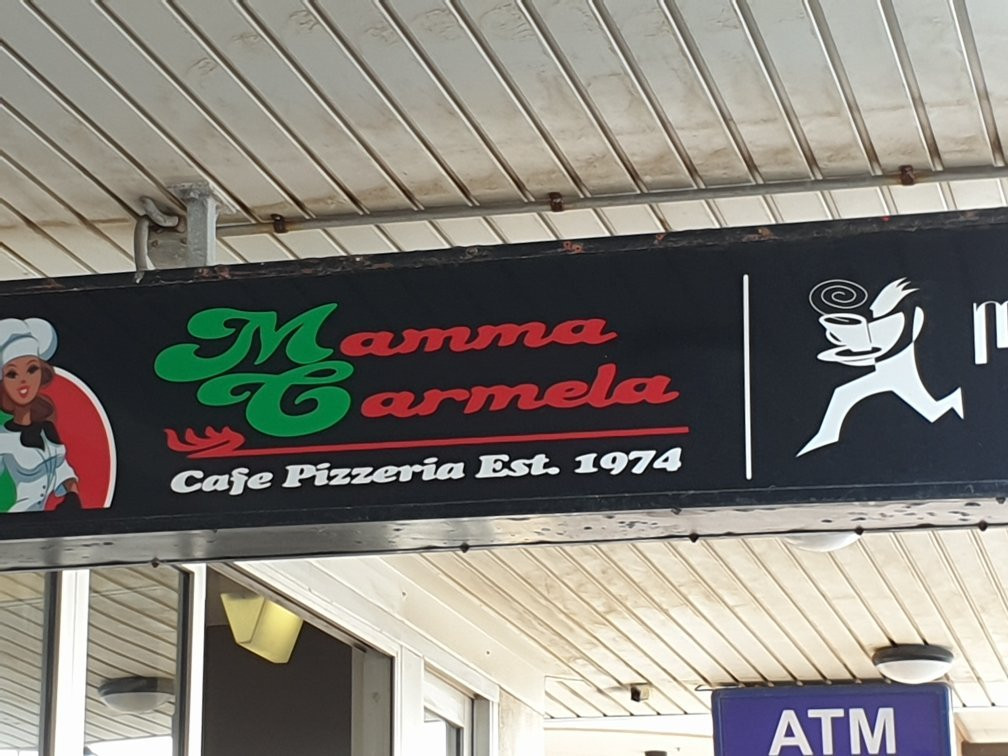 Mamma
Carmela
Cafe Pizzeria Est. 1974
ATM